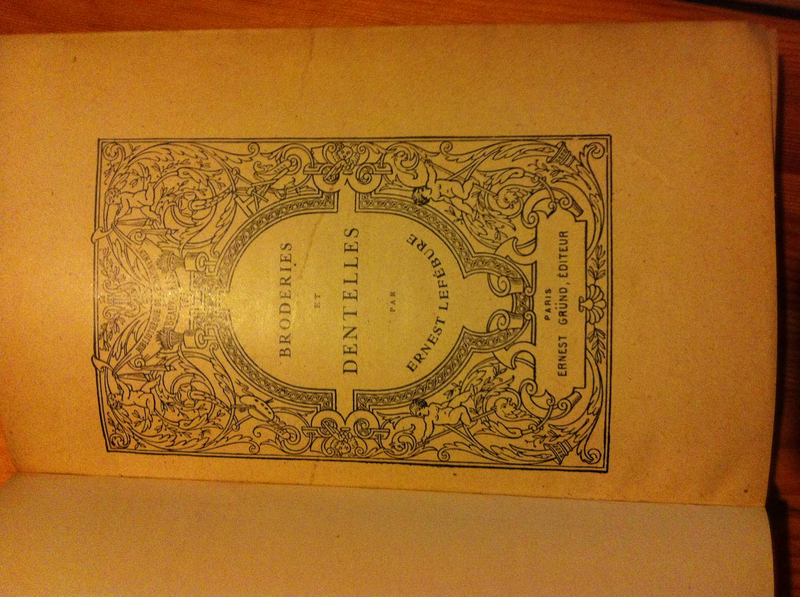 BRODERIES
ET
DENTELLES
PAR
ERNEST LEFÉBURE
PARIS
ERNEST GRÜND, ÉDITEUR